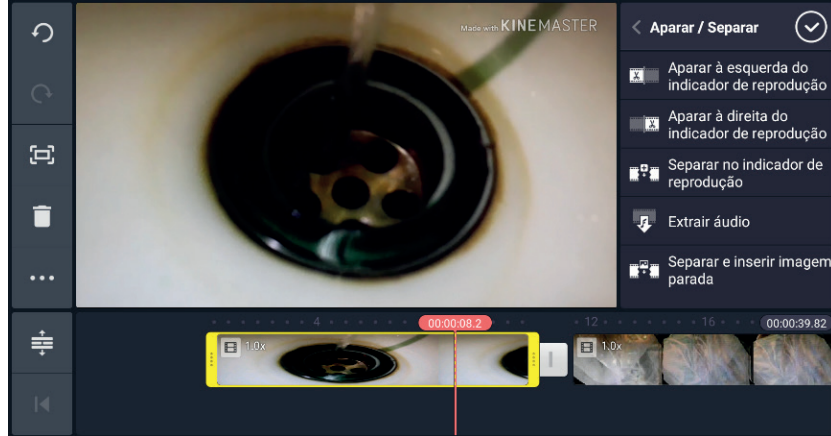 Made with KINEMASTER
Aparar / Separar
Aparar à esquerda do
indicador de reprodução
Aparar à direita do
indicador de reprodução
Separar no indicador de
reprodução
Extrair áudio
Separar e inserir imagem
parada
4
00:00:08.2
12
16
00:00:39.82
1.0x
1.0x